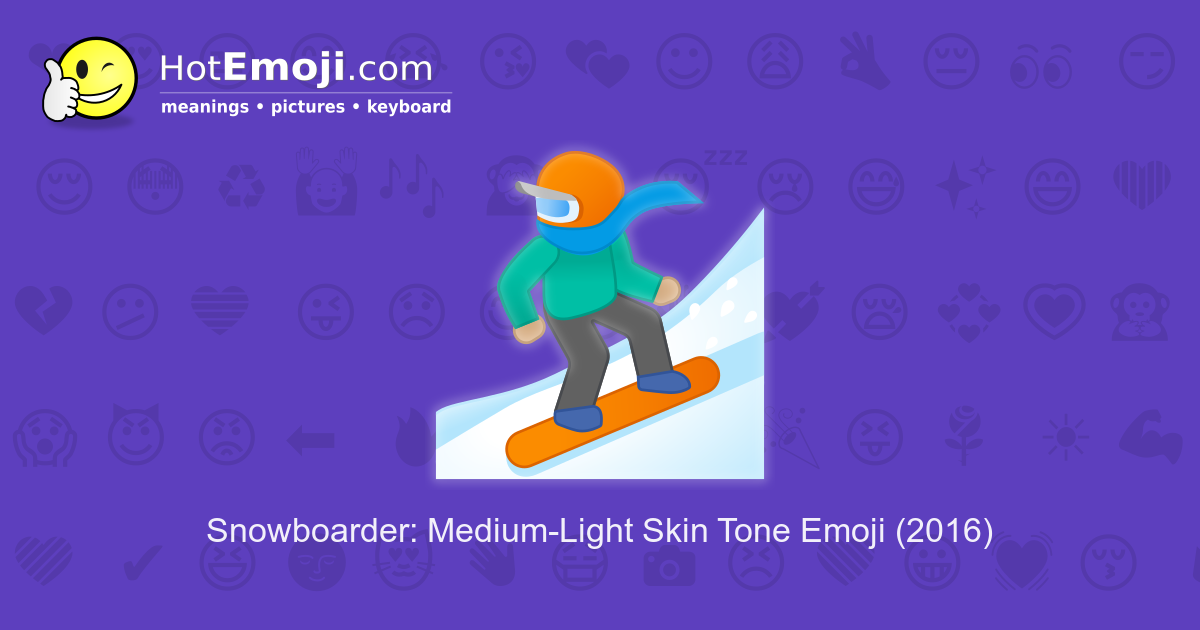 HotEmoji.com
meanings • pictures • keyboard
zzz
Snowboarder: Medium-Light Skin Tone Emoji (2016)